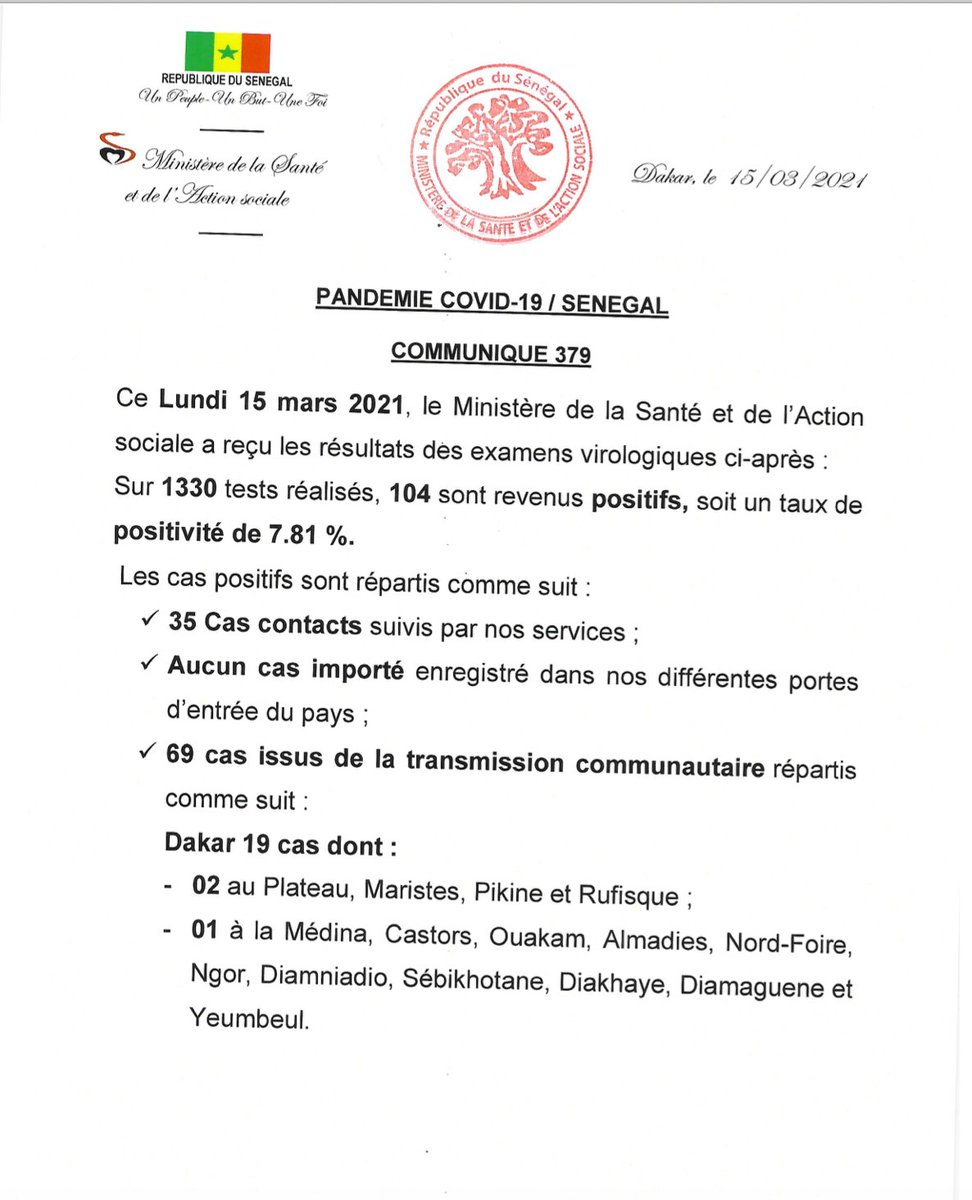 REPUBLIQUE DU SENEGAL
Un Peuple-Un But-Une Foi
Ministère de la Santé
et de l'Action sociale
★ République du Sénégal ★
MINISTERE DE LA SANTE ET DE L'ACTION SOCIALE
Dakar, le 15/03/2021
PANDEMIE COVID-19 / SENEGAL
COMMUNIQUE 379
Ce Lundi 15 mars 2021, le Ministère de la Santé et de l'Action
sociale a reçu les résultats des examens virologiques ci-après :
Sur 1330 tests réalisés, 104 sont revenus positifs, soit un taux de
positivité de 7.81 %.
Les cas positifs sont répartis comme suit :
✓ 35 Cas contacts suivis par nos services ;
✓ Aucun cas importé enregistré dans nos différentes portes
d'entrée du pays ;
✓ 69 cas issus de la transmission communautaire répartis
comme suit :
Dakar 19 cas dont :
- 02 au Plateau, Maristes, Pikine et Rufisque ;
- 01 à la Médina, Castors, Ouakam, Almadies, Nord-Foire,
Ngor, Diamniadio, Sébikhotane, Diakhaye, Diamaguene et
Yeumbeul.